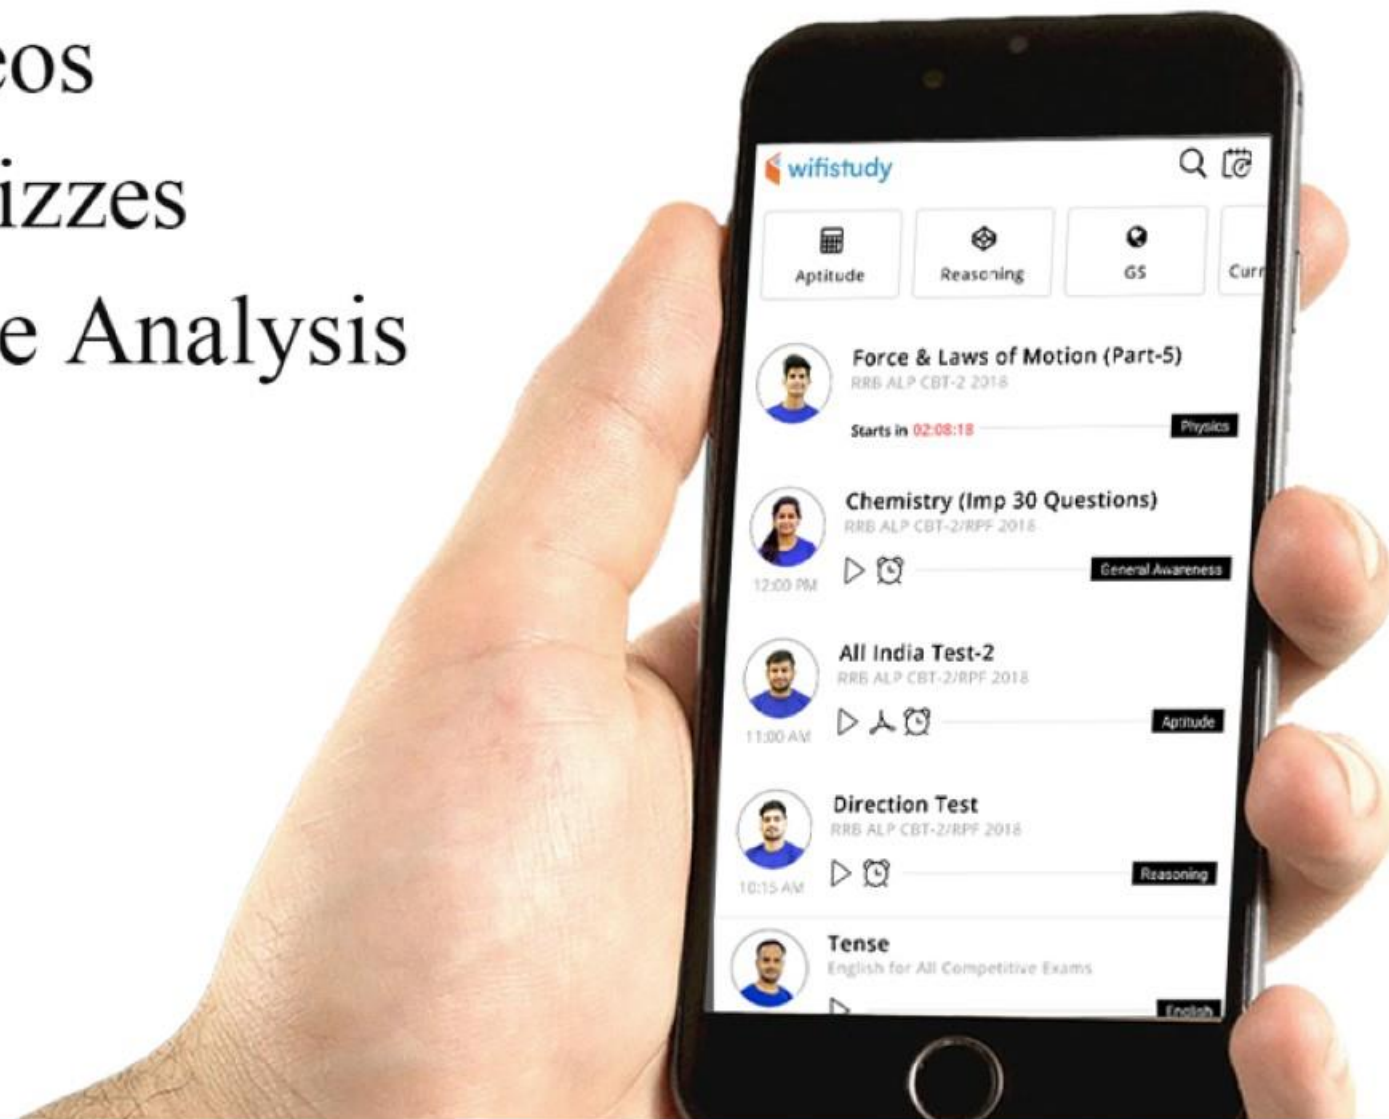 eos
izzes
e Analysis
wifistudy
Aptitude
Reasoning
GS
Curr
Force & Laws of Motion (Part-5)
RRB ALP CBT-2 2018
Starts in 02:08:18
Physics
Chemistry (Imp 30 Questions)
RRB ALP CBT-2/RPF 2018
12:00 PM
General Awareness
All India Test-2
RRB ALP CBT-2/RPF 2018
11:00 AM
Aptitude
Direction Test
RRB ALP CBT-2/RPF 2018
10:15 AM
Reasoning
Tense
English for All Competitive Exams
English